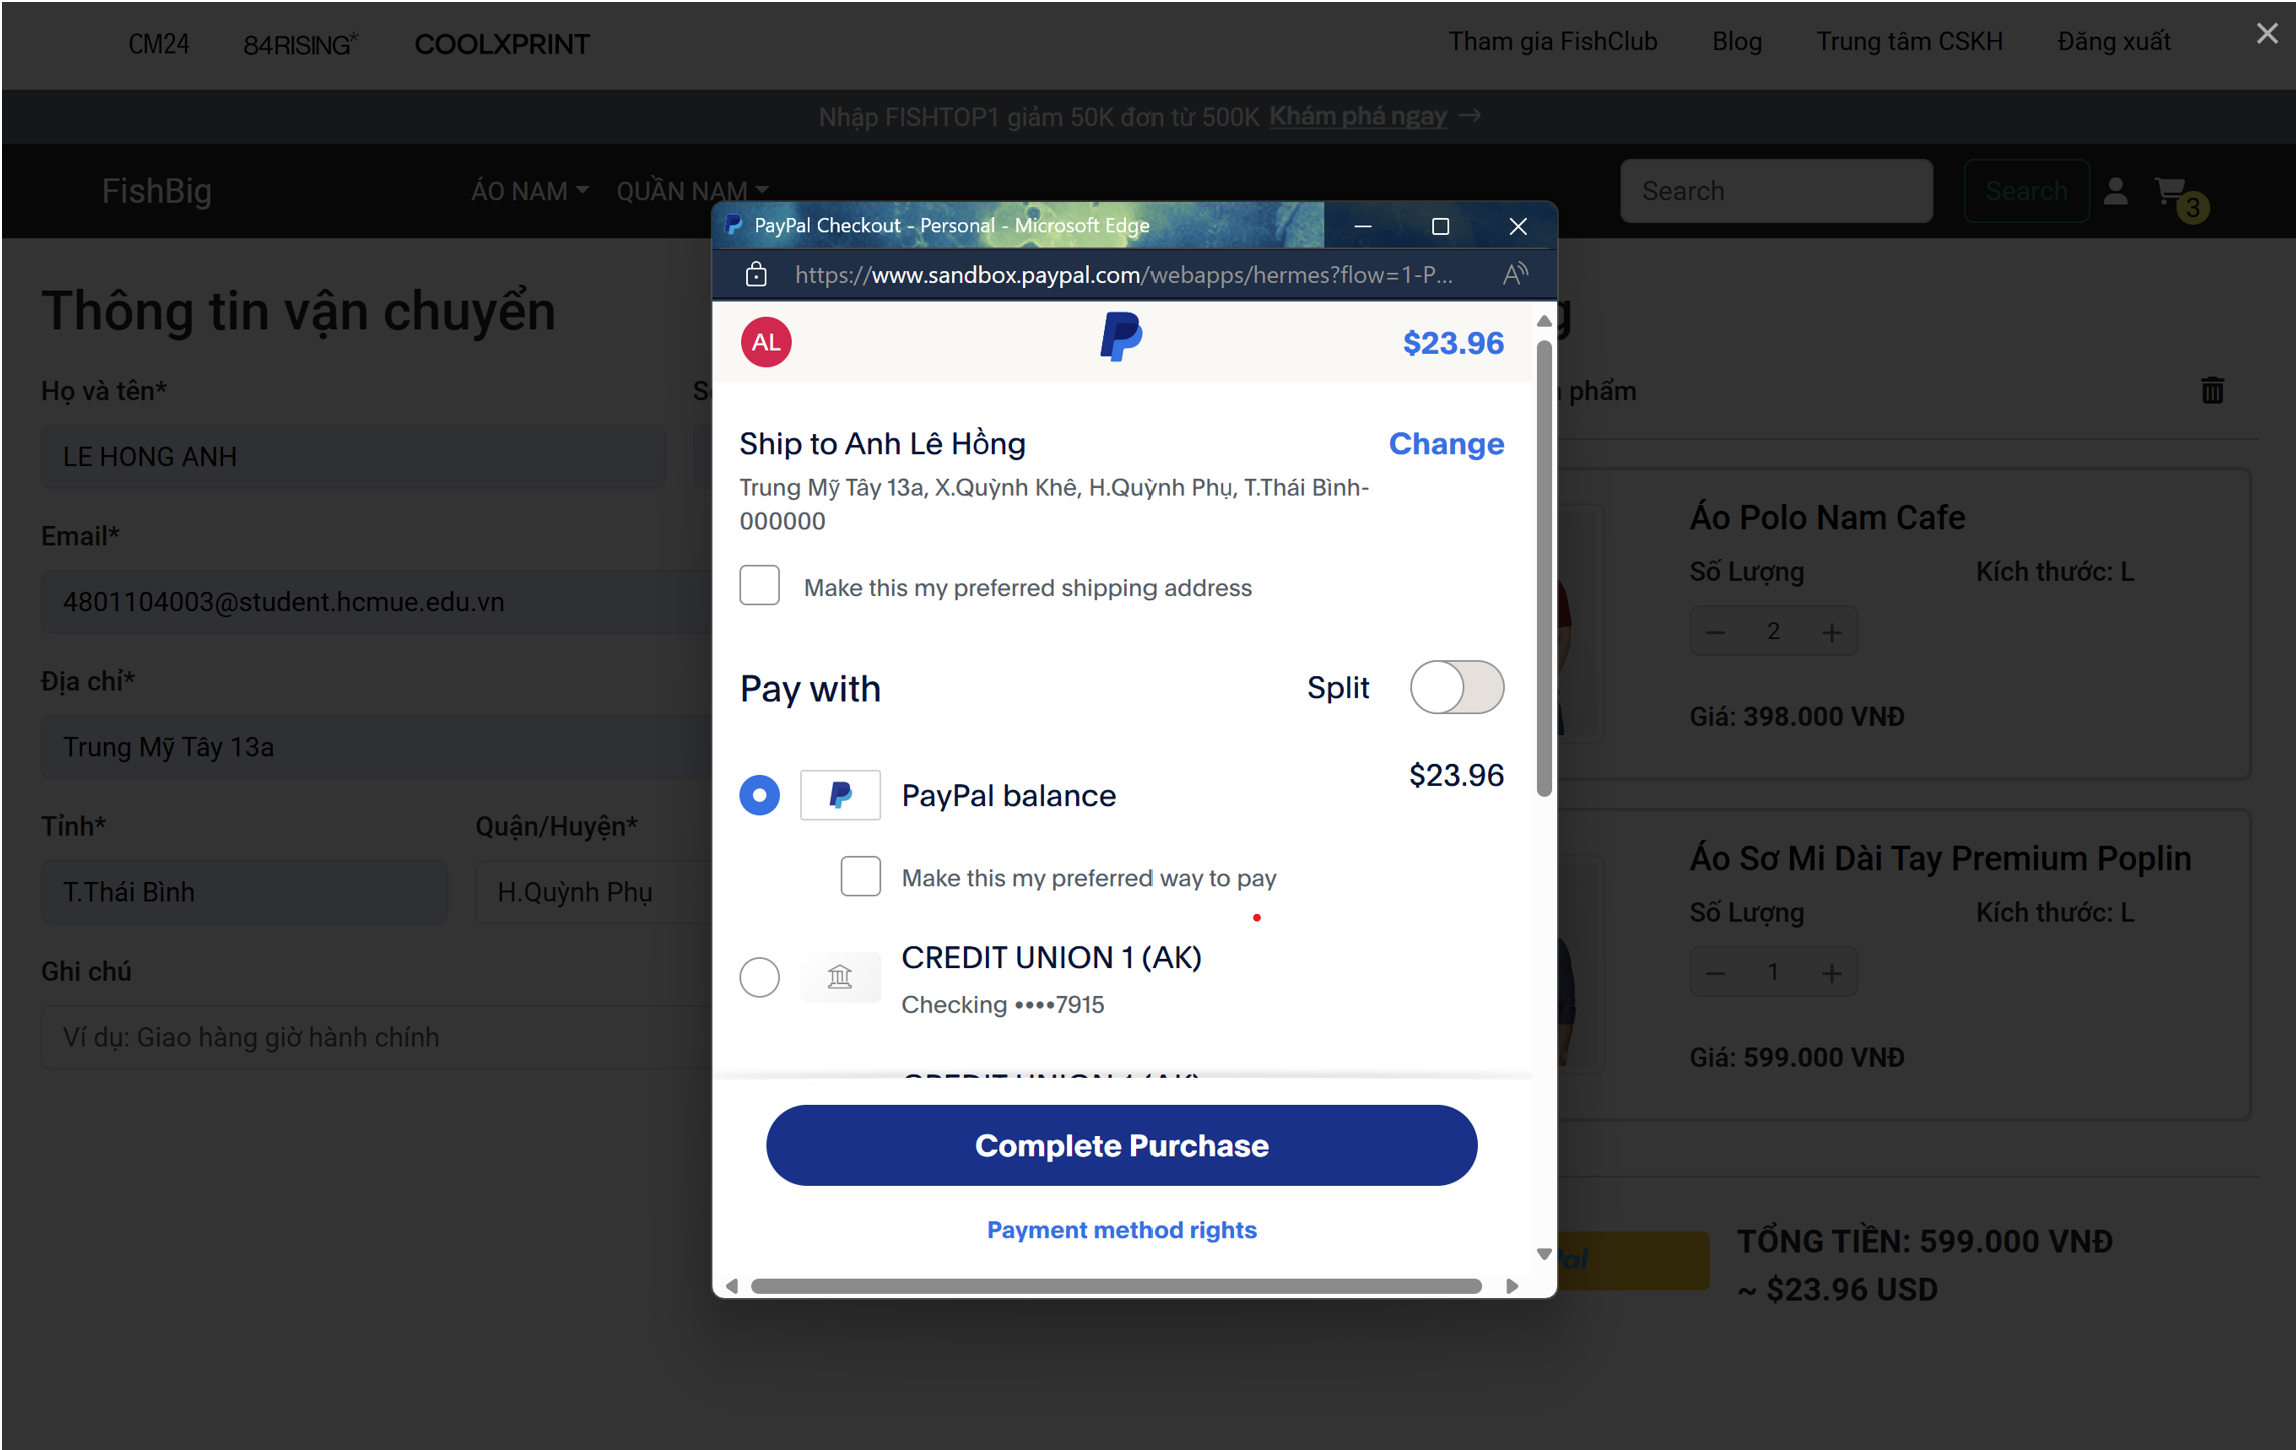 CM24
84RISING*
COOLXPRINT
Tham gia FishClub
Blog
Trung tâm CSKH
Đăng xuất
Nhập FISHTOP1 giảm 50K đơn từ 500K Khám phá ngay →
FishBig
ÁO NAM
QUẦN NAM
Search
Search
3
PayPal Checkout - Personal - Microsoft Edge
https://www.sandbox.paypal.com/webapps/hermes?flow=1-P...
AL
$23.96
Ship to Anh Lê Hồng
Change
Trung Mỹ Tây 13a, X.Quỳnh Khê, H.Quỳnh Phụ, T.Thái Bình-
000000
Make this my preferred shipping address
Pay with
Split
PayPal balance
$23.96
Make this my preferred way to pay
CREDIT UNION 1 (AK)
Checking ••••7915
Complete Purchase
Payment method rights
Thông tin vận chuyển
Họ và tên*
LE HONG ANH
Email*
4801104003@student.hcmue.edu.vn
Địa chỉ*
Trung Mỹ Tây 13a
Tỉnh*
Quận/Huyện*
T.Thái Bình
H.Quỳnh Phụ
Ghi chú
Ví dụ: Giao hàng giờ hành chính
phẩm
Áo Polo Nam Cafe
Số Lượng
Kích thước: L
− 2 +
Giá: 398.000 VNĐ
Áo Sơ Mi Dài Tay Premium Poplin
Số Lượng
Kích thước: L
− 1 +
Giá: 599.000 VNĐ
TỔNG TIỀN: 599.000 VNĐ
~ $23.96 USD